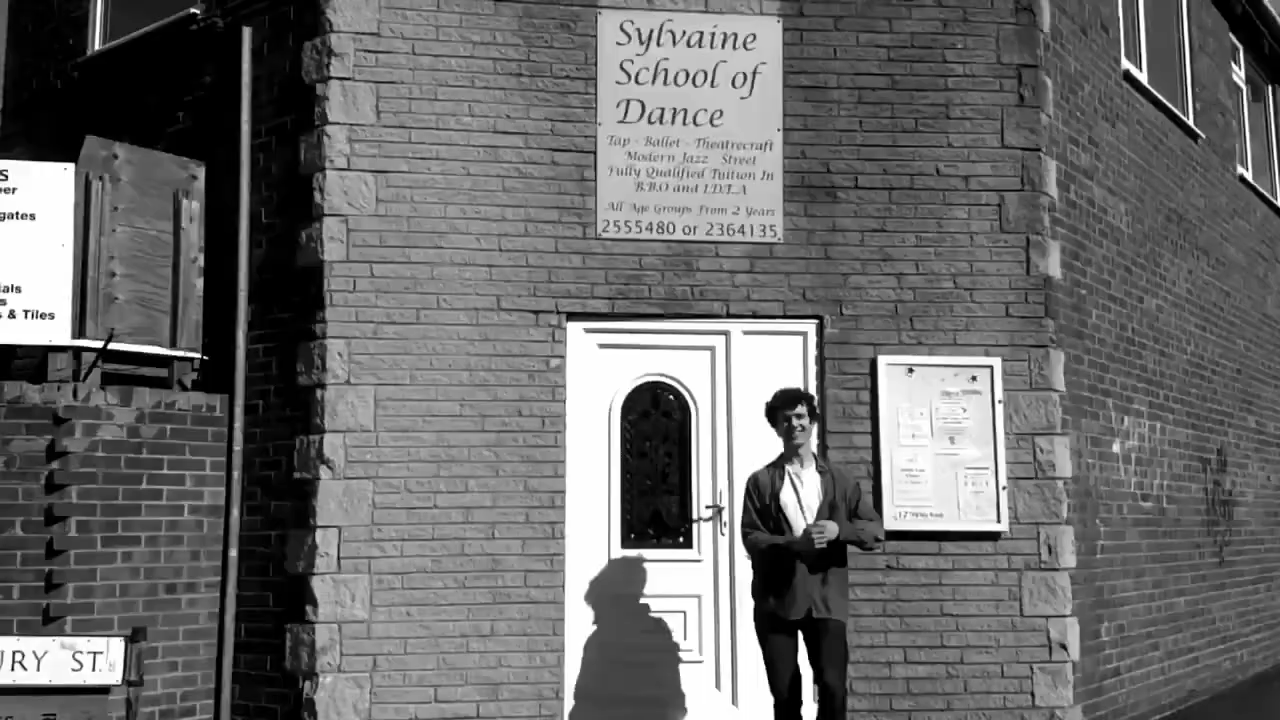 Sylvaine
School of
Dance
Tap - Ballet - Theatrecraft
Modern Jazz Street
Fully Qualified Tuition In
B.B.O and I.D.T.A
All Age Groups From 2 Years
2555480 or 2364135
S
er
gates
ials
s
s & Tiles
URY ST.